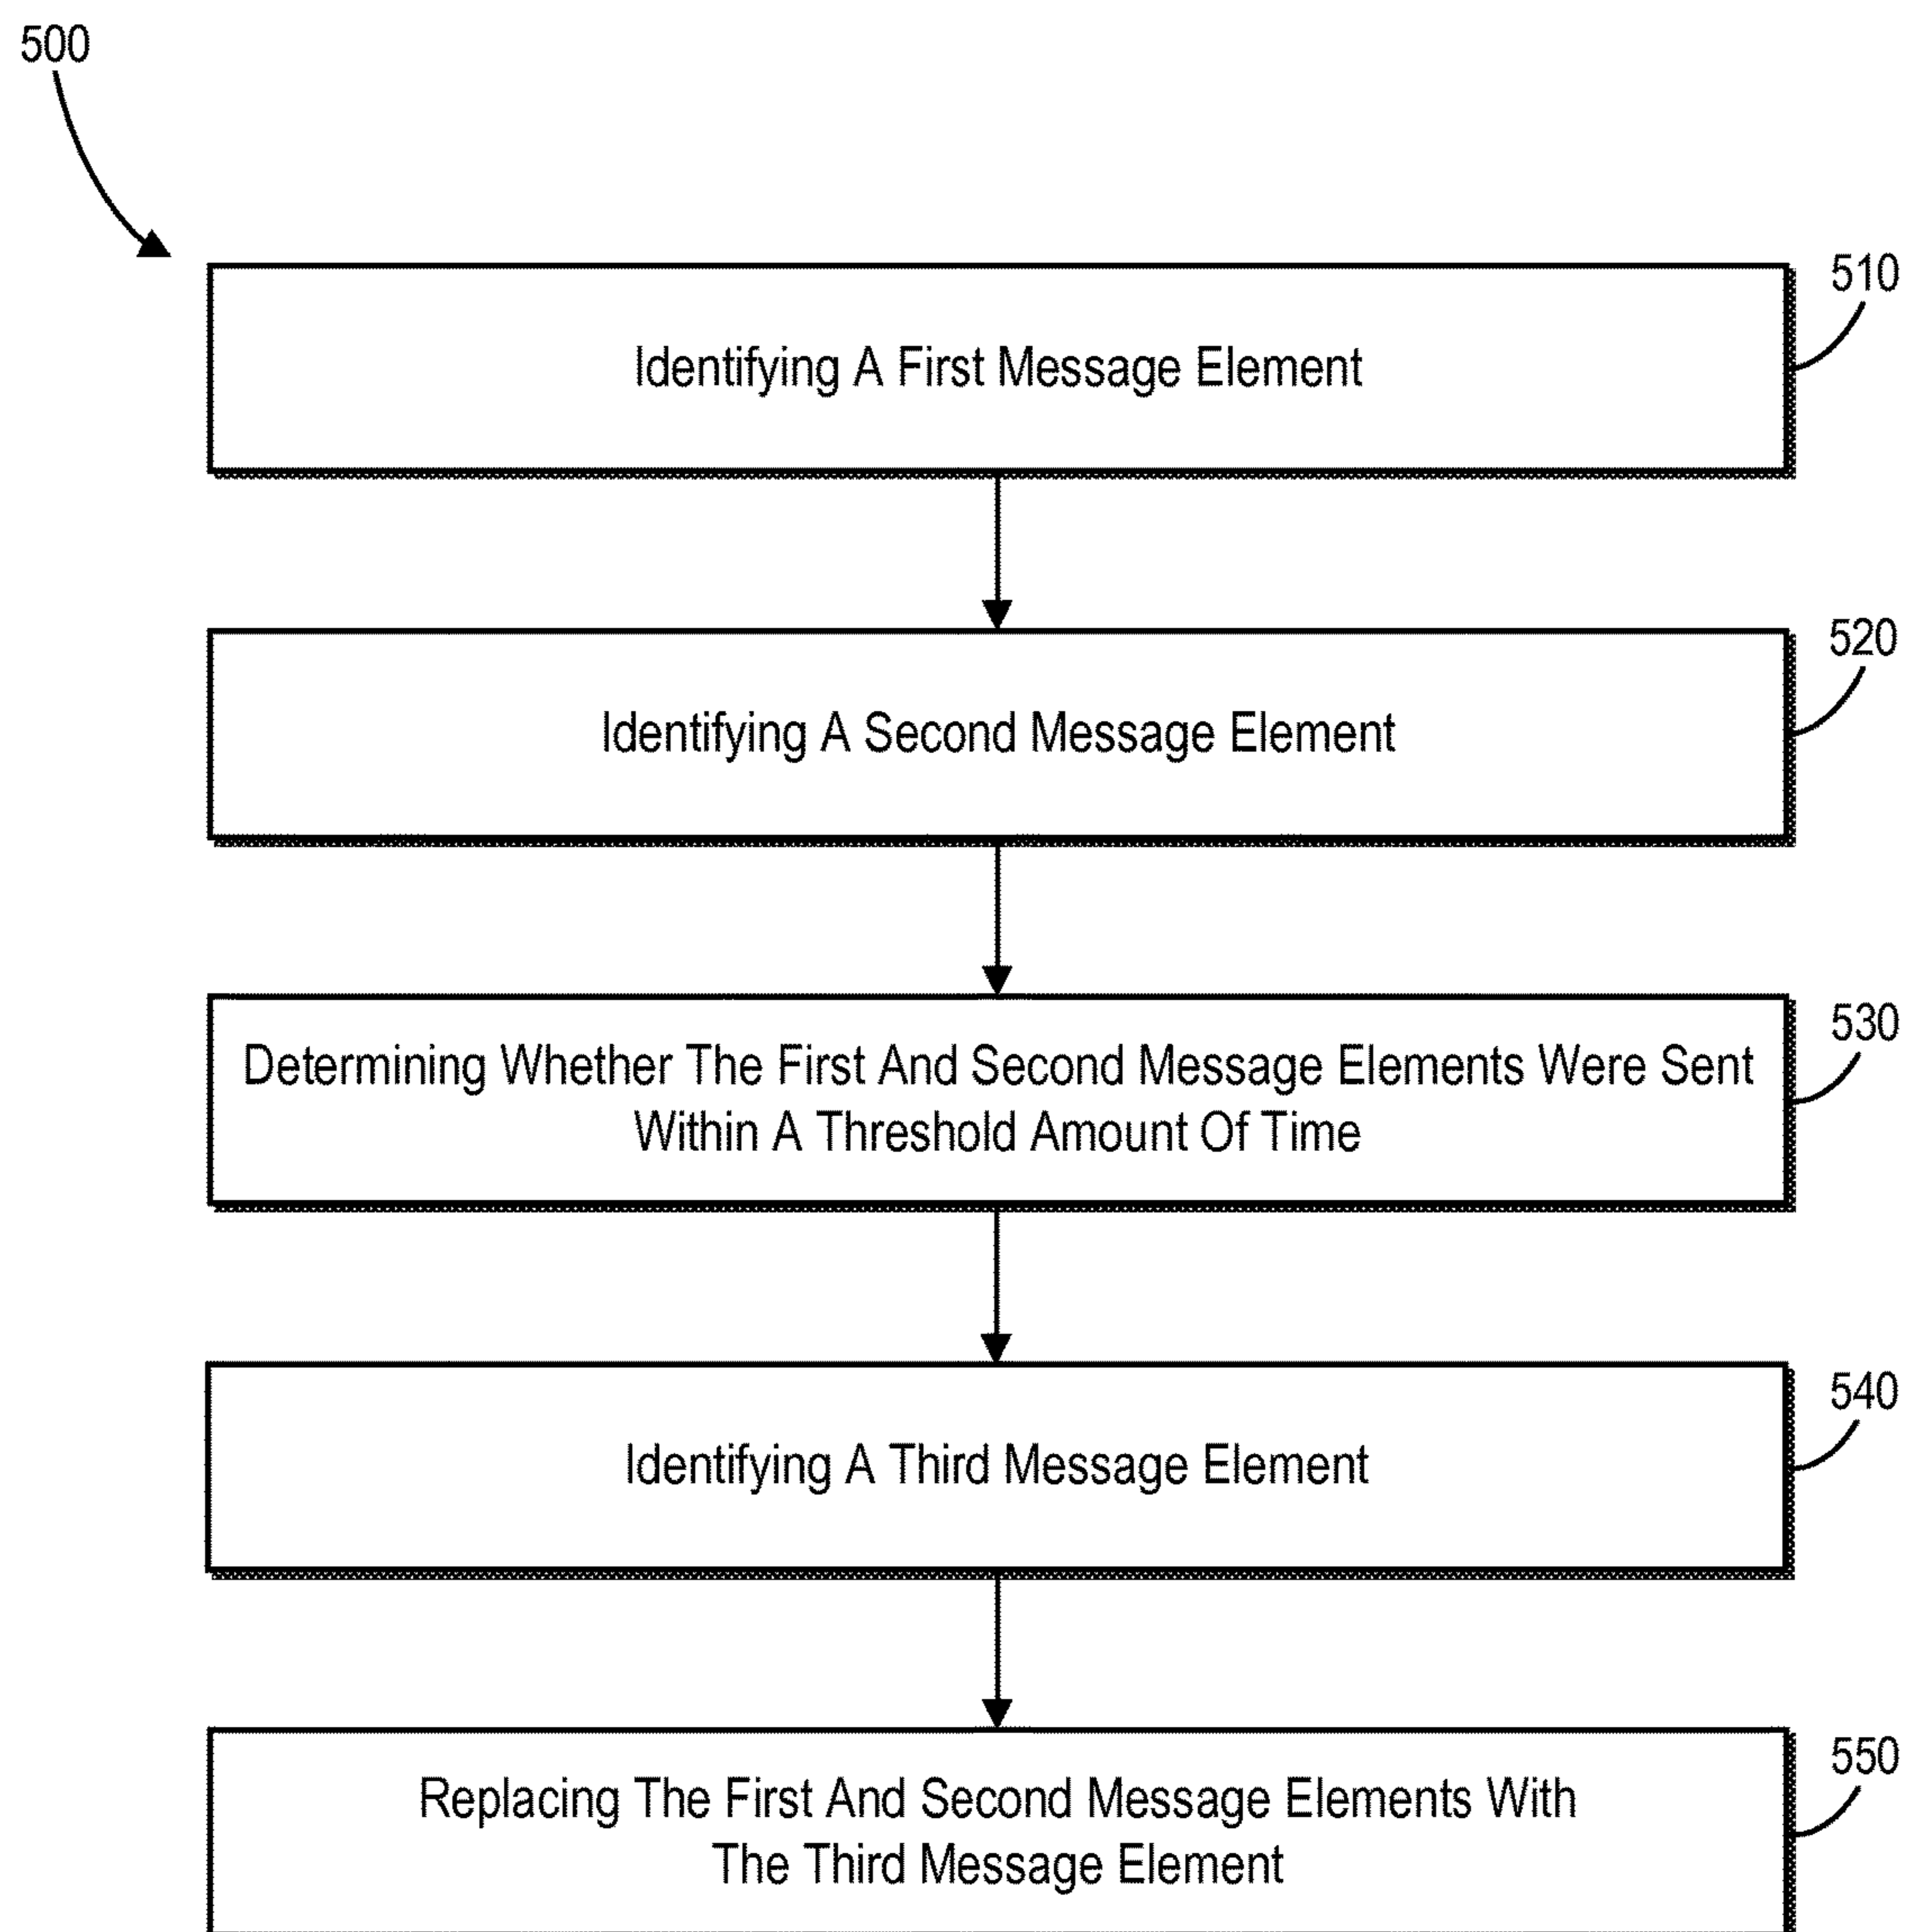 500
510
Identifying A First Message Element
520
Identifying A Second Message Element
530
Determining Whether The First And Second Message Elements Were Sent
Within A Threshold Amount Of Time
540
Identifying A Third Message Element
550
Replacing The First And Second Message Elements With
The Third Message Element